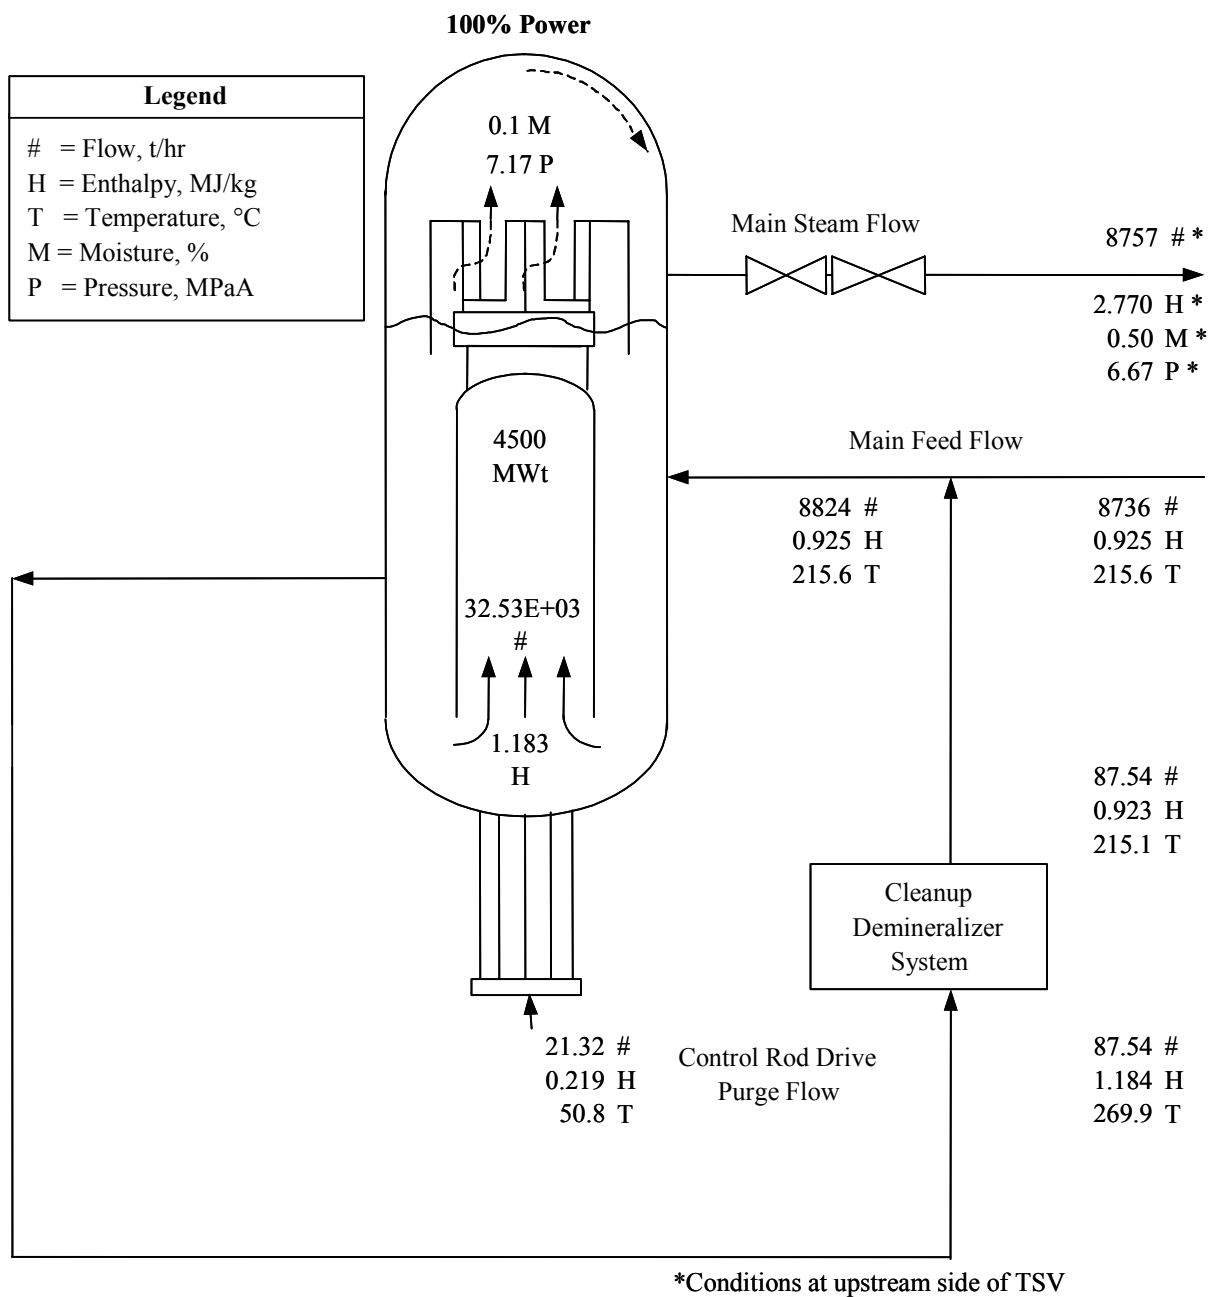 100% Power
Legend
# = Flow, t/hr
H = Enthalpy, MJ/kg
T = Temperature, °C
M = Moisture, %
P = Pressure, MPaA
0.1 M
7.17 P
Main Steam Flow
8757 # *
2.770 H *
0.50 M *
6.67 P *
4500
MWt
Main Feed Flow
8824 #
0.925 H
215.6 T
8736 #
0.925 H
215.6 T
32.53E+03
#
1.183
H
87.54 #
0.923 H
215.1 T
Cleanup
Demineralizer
System
21.32 #
0.219 H
50.8 T
Control Rod Drive
Purge Flow
87.54 #
1.184 H
269.9 T
*Conditions at upstream side of TSV